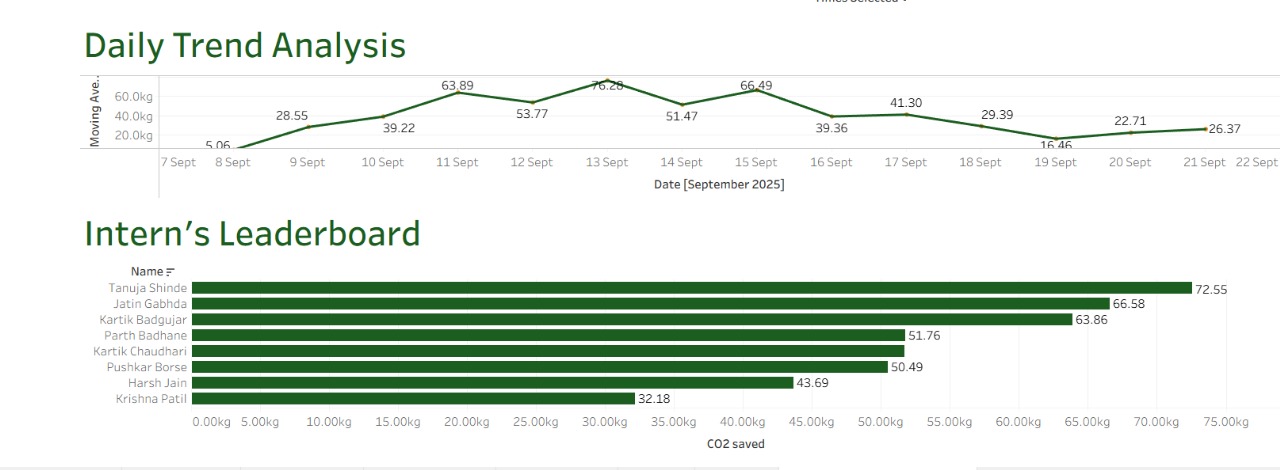 Times Selected
Daily Trend Analysis
Moving Ave..
60.0kg
40.0kg
20.0kg
5.06
28.55
39.22
63.89
53.77
76.28
51.47
66.49
39.36
41.30
29.39
16.46
22.71
26.37
7 Sept 8 Sept 9 Sept 10 Sept 11 Sept 12 Sept 13 Sept 14 Sept 15 Sept 16 Sept 17 Sept 18 Sept 19 Sept 20 Sept 21 Sept 22 Sept
Date [September 2025]
Intern’s Leaderboard
Name
Tanuja Shinde 72.55
Jatin Gabhda 66.58
Kartik Badgujar 63.86
Parth Badhane 51.76
Kartik Chaudhari
Pushkar Borse 50.49
Harsh Jain 43.69
Krishna Patil 32.18
0.00kg 5.00kg 10.00kg 15.00kg 20.00kg 25.00kg 30.00kg 35.00kg 40.00kg 45.00kg 50.00kg 55.00kg 60.00kg 65.00kg 70.00kg 75.00kg
CO2 saved